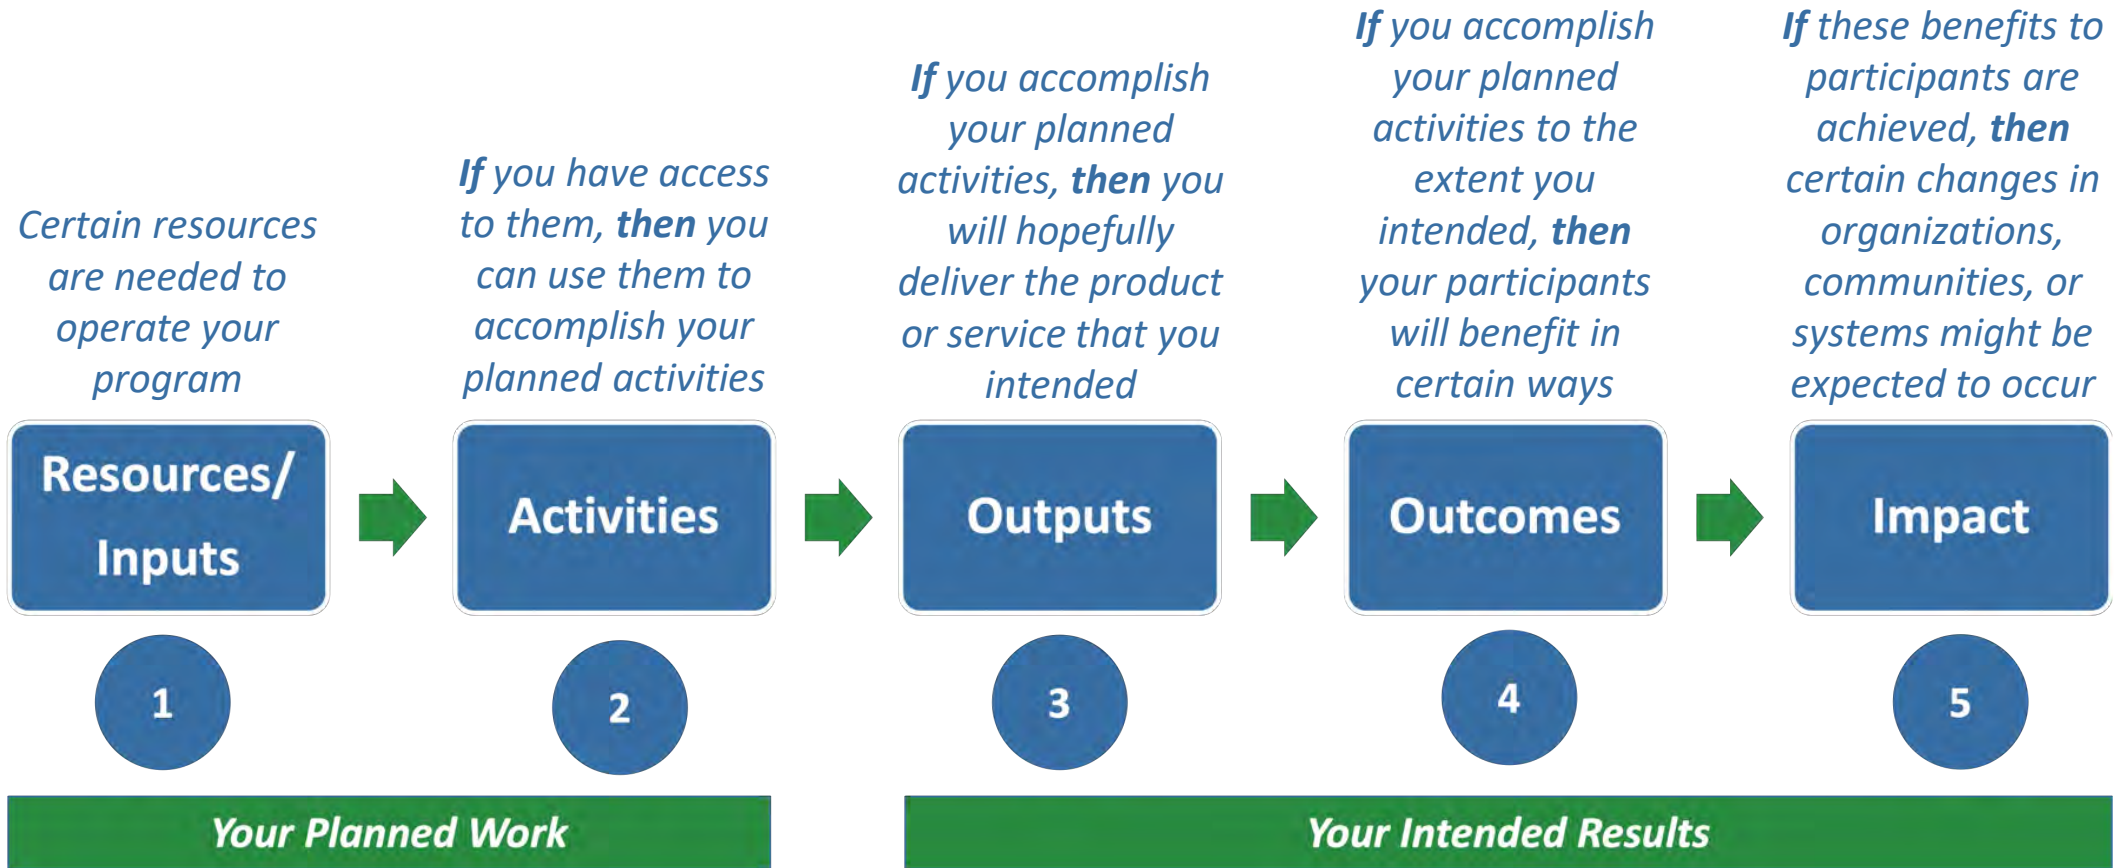 Certain resources
are needed to
operate your
program
If you have access
to them, then you
can use them to
accomplish your
planned activities
If you accomplish
your planned
activities, then you
will hopefully
deliver the product
or service that you
intended
If you accomplish
your planned
activities to the
extent you
intended, then
your participants
will benefit in
certain ways
If these benefits to
participants are
achieved, then
certain changes in
organizations,
communities, or
systems might be
expected to occur
Resources/
Inputs
Activities
Outputs
Outcomes
Impact
1
2
3
4
5
Your Planned Work
Your Intended Results